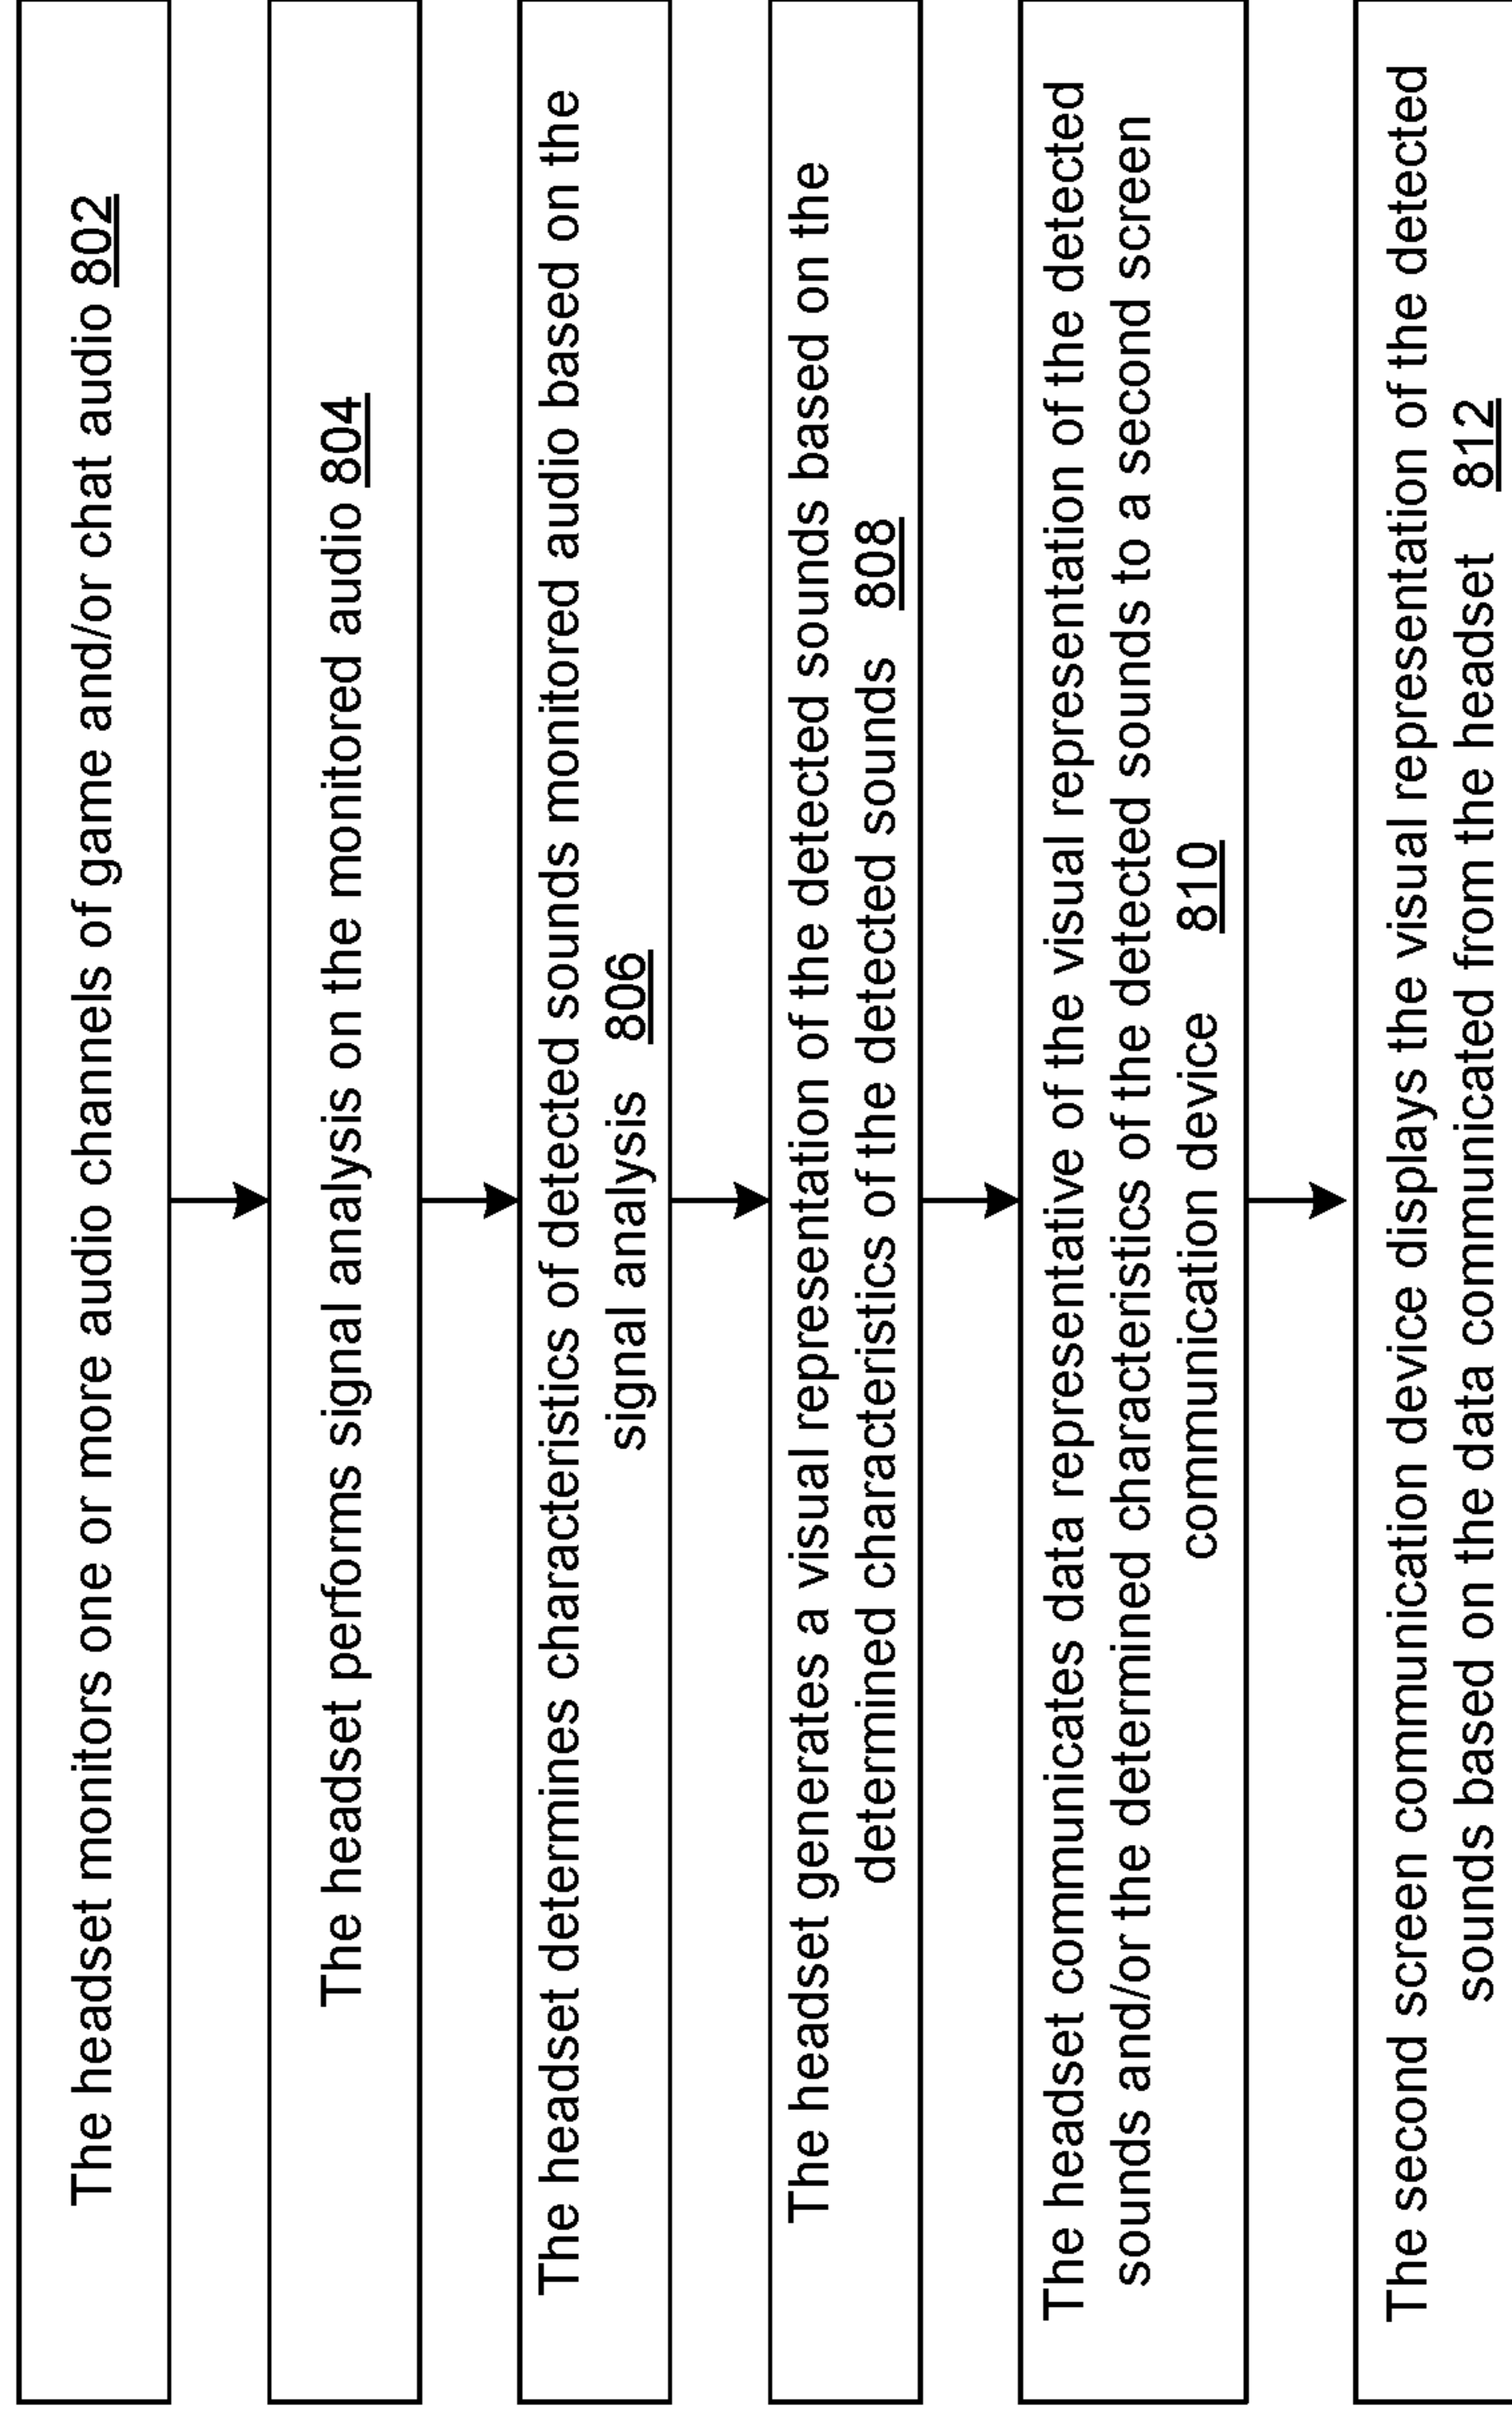 The headset monitors one or more audio channels of game and/or chat audio 802
The headset performs signal analysis on the monitored audio 804
The headset determines characteristics of detected sounds monitored audio based on the
signal analysis 806
The headset generates a visual representation of the detected sounds based on the
determined characteristics of the detected sounds 808
The headset communicates data representative of the visual representation of the detected
sounds and/or the determined characteristics of the detected sounds to a second screen
communication device 810
The second screen communication device displays the visual representation of the detected
sounds based on the data communicated from the headset 812